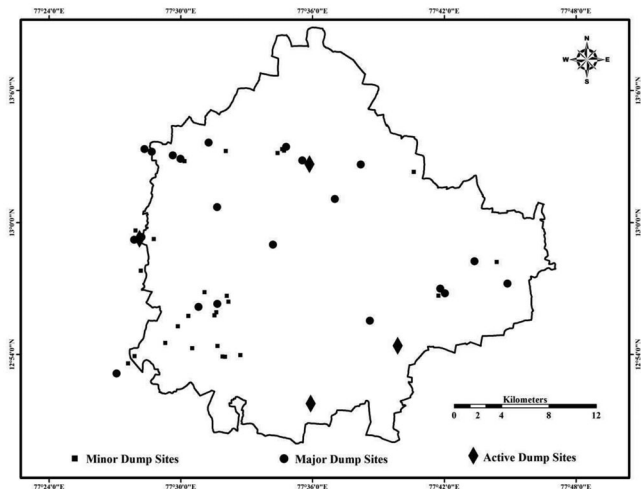 77°24'0"E 77°30'0"E 77°36'0"E 77°42'0"E 77°48'0"E
N
W E
S
13°6'0"N 13°6'0"N
13°0'0"N 13°0'0"N
12°54'0"N 12°54'0"N
Kilometers
0 2 4 8 12
Minor Dump Sites Major Dump Sites Active Dump Sites
77°24'0"E 77°30'0"E 77°36'0"E 77°42'0"E 77°48'0"E